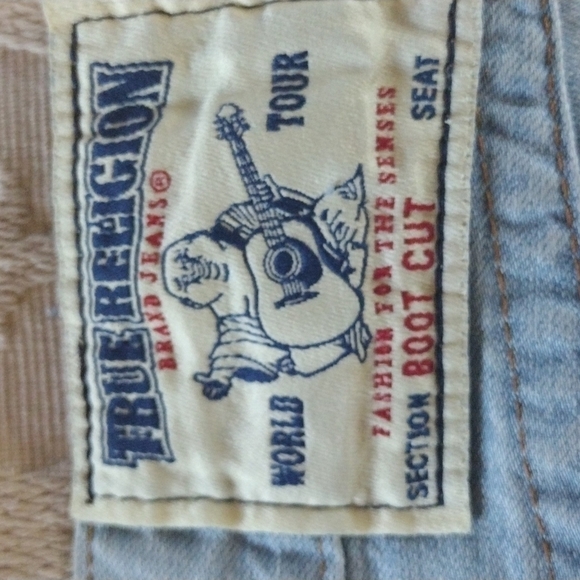 TRUE RELIGION
BRAND JEANS®
WORLD TOUR
FASHION FOR THE SENSES
SECTION BOOT CUT SEAT